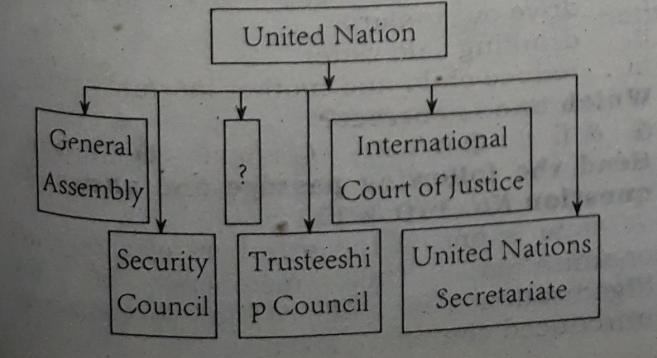 United Nation
General
Assembly
?
International
Court of Justice
Security
Council
Trusteeshi
p Council
United Nations
Secretariate